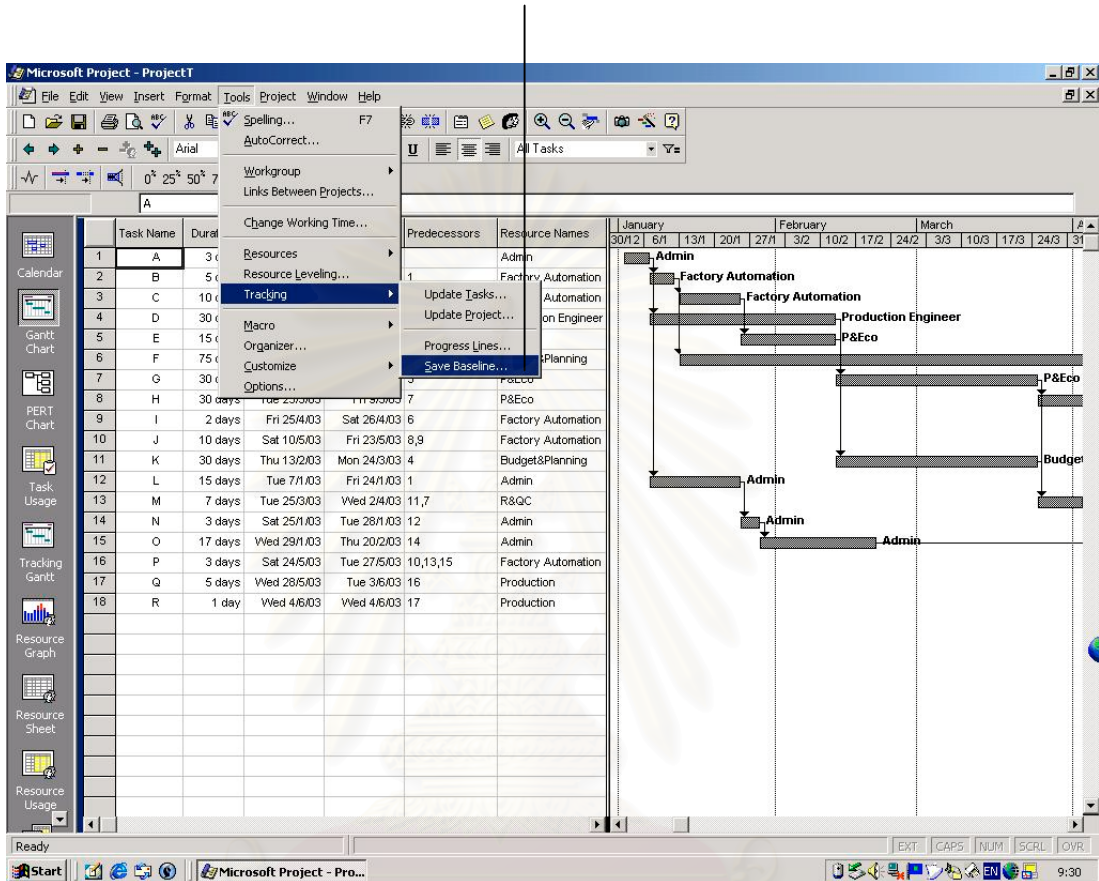 Microsoft Project - ProjectT
File Edit View Insert Format Tools Project Window Help
Spelling... F7
AutoCorrect...
Workgroup
Links Between Projects...
Change Working Time...
Resources
Resource Leveling...
Tracking
Macro
Organizer...
Customize
Options...
Update Tasks...
Update Project...
Progress Lines...
Save Baseline...
Arial
U
All Tasks
0% 25% 50%
A
Calendar
Gantt Chart
PERT Chart
Task Usage
Tracking Gantt
Resource Graph
Resource Sheet
Resource Usage
Task Name Predecessors Resource Names
1 A Admin
2 B 1 Factory Automation
3 C Automation
4 D Engineer
5 E
6 F &Planning
7 G
8 H 30 days 7 P&Eco
9 I 2 days Fri 25/4/03 Sat 26/4/03 6 Factory Automation
10 J 10 days Sat 10/5/03 Fri 23/5/03 8,9 Factory Automation
11 K 30 days Thu 13/2/03 Mon 24/3/03 4 Budget&Planning
12 L 15 days Tue 7/1/03 Fri 24/1/03 1 Admin
13 M 7 days Tue 25/3/03 Wed 2/4/03 11,7 R&QC
14 N 3 days Sat 25/1/03 Tue 28/1/03 12 Admin
15 O 17 days Wed 29/1/03 Thu 20/2/03 14 Admin
16 P 3 days Sat 24/5/03 Tue 27/5/03 10,13,15 Factory Automation
17 Q 5 days Wed 28/5/03 Tue 3/6/03 16 Production
18 R 1 day Wed 4/6/03 Wed 4/6/03 17 Production
January February March
30/12 6/1 13/1 20/1 27/1 3/2 10/2 17/2 24/2 3/3 10/3 17/3 24/3 31
Admin
Factory Automation
Factory Automation
Production Engineer
P&Eco
P&Eco
Budget
Admin
Admin
Admin
Ready
EXT CAPS NUM SCRL OVR
Start
Microsoft Project - Pro...
EN
9:30